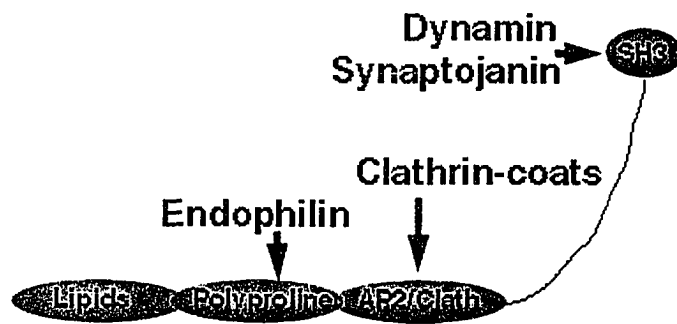 Dynamin
Synaptojanin
SH3
Clathrin-coats
Endophilin
Lipids
Polyproline
AP2/Clath